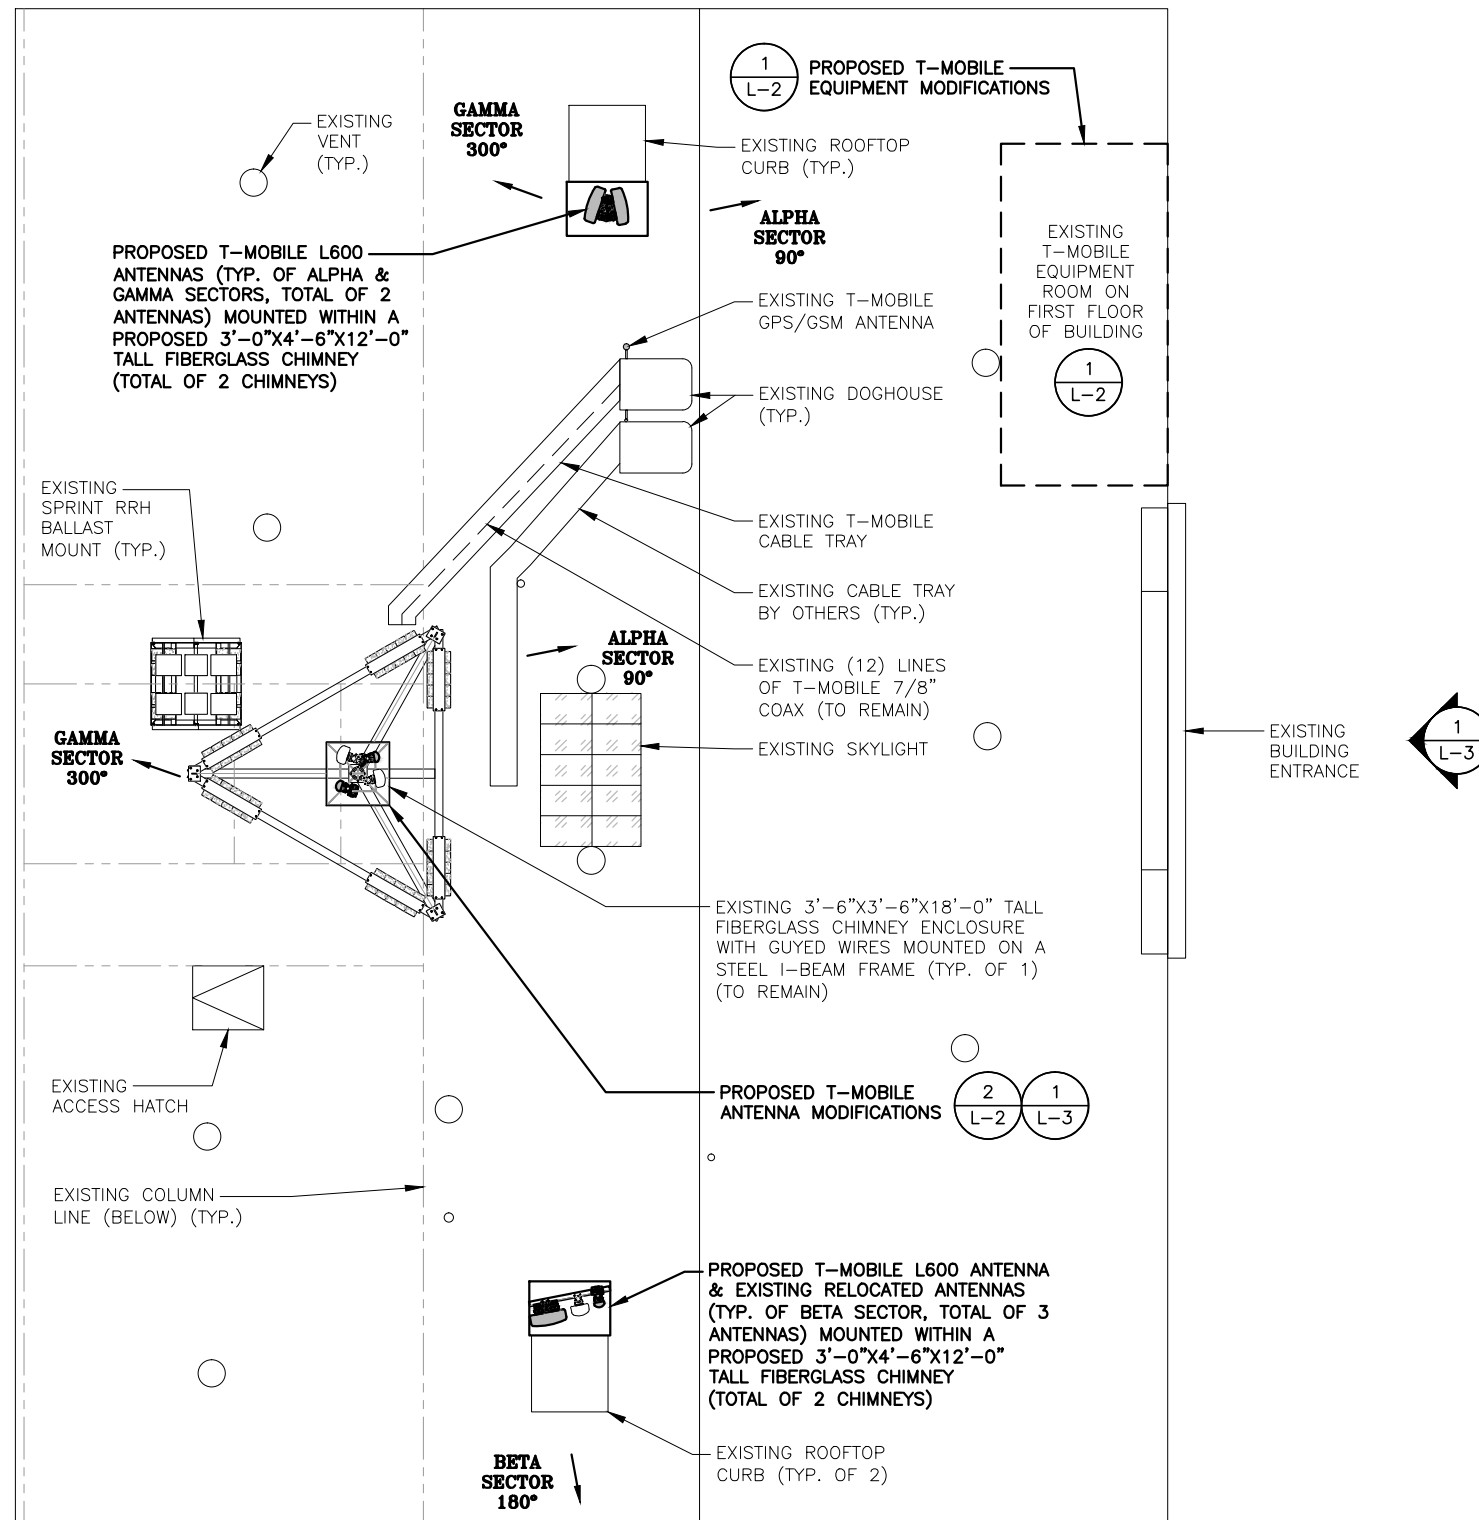 1
L-2
PROPOSED T-MOBILE
EQUIPMENT MODIFICATIONS
GAMMA
SECTOR
300°
EXISTING
VENT
(TYP.)
EXISTING ROOFTOP
CURB (TYP.)
ALPHA
SECTOR
90°
EXISTING
T-MOBILE
EQUIPMENT
ROOM ON
FIRST FLOOR
OF BUILDING
1
L-2
PROPOSED T-MOBILE L600
ANTENNAS (TYP. OF ALPHA &
GAMMA SECTORS, TOTAL OF 2
ANTENNAS) MOUNTED WITHIN A
PROPOSED 3'-0"X4'-6"X12'-0"
TALL FIBERGLASS CHIMNEY
(TOTAL OF 2 CHIMNEYS)
EXISTING T-MOBILE
GPS/GSM ANTENNA
EXISTING DOGHOUSE
(TYP.)
EXISTING
SPRINT RRH
BALLAST
MOUNT (TYP.)
EXISTING T-MOBILE
CABLE TRAY
EXISTING CABLE TRAY
BY OTHERS (TYP.)
ALPHA
SECTOR
90°
EXISTING (12) LINES
OF T-MOBILE 7/8"
COAX (TO REMAIN)
GAMMA
SECTOR
300°
EXISTING SKYLIGHT
EXISTING
BUILDING
ENTRANCE
1
L-3
EXISTING 3'-6"X3'-6"X18'-0" TALL
FIBERGLASS CHIMNEY ENCLOSURE
WITH GUYED WIRES MOUNTED ON A
STEEL I-BEAM FRAME (TYP. OF 1)
(TO REMAIN)
EXISTING
ACCESS HATCH
PROPOSED T-MOBILE
ANTENNA MODIFICATIONS
2
L-2
1
L-3
EXISTING COLUMN
LINE (BELOW) (TYP.)
PROPOSED T-MOBILE L600 ANTENNA
& EXISTING RELOCATED ANTENNAS
(TYP. OF BETA SECTOR, TOTAL OF 3
ANTENNAS) MOUNTED WITHIN A
PROPOSED 3'-0"X4'-6"X12'-0"
TALL FIBERGLASS CHIMNEY
(TOTAL OF 2 CHIMNEYS)
EXISTING ROOFTOP
CURB (TYP. OF 2)
BETA
SECTOR
180°